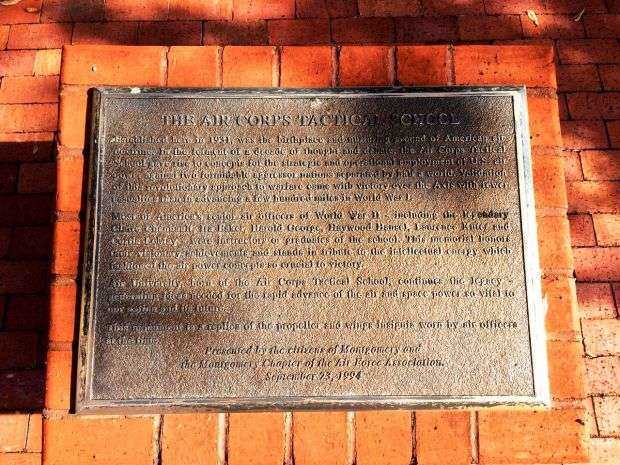 THE AIR CORPS TACTICAL SCHOOL
Established here in 1931, was the birthplace and ground of American air
in the of a decade of thought and the Air Corps Tactical
School gave rise to concepts for the strategic and operational employment of U.S. air
against two formidable aggressor nations separated by half a world. Validation
of this revolutionary approach to warfare came with victory over the Axis with fewer
casualties than in advancing a few hundred miles in World War I.
Most of America's senior air officers of World War II - including the legendary
Claire Chennault, Ira Eaker, Harold George, Haywood Hansell, Laurence Kuter and
Curtis LeMay - were instructors or graduates of the school. This memorial honors
their visionary achievements and stands in tribute to the intellectual energy which
fashioned the air power concepts so crucial to victory.
Air University, born of the Air Corps Tactical School, continues the legacy -
generating ideas needed for the rapid advance of the air and space power so vital to
our nation and its future.
This monument is a replica of the propeller and wings insignia worn by air officers
at the time.
Presented by the citizens of Montgomery and
the Montgomery Chapter of the Air Force Association.
September 23, 1994